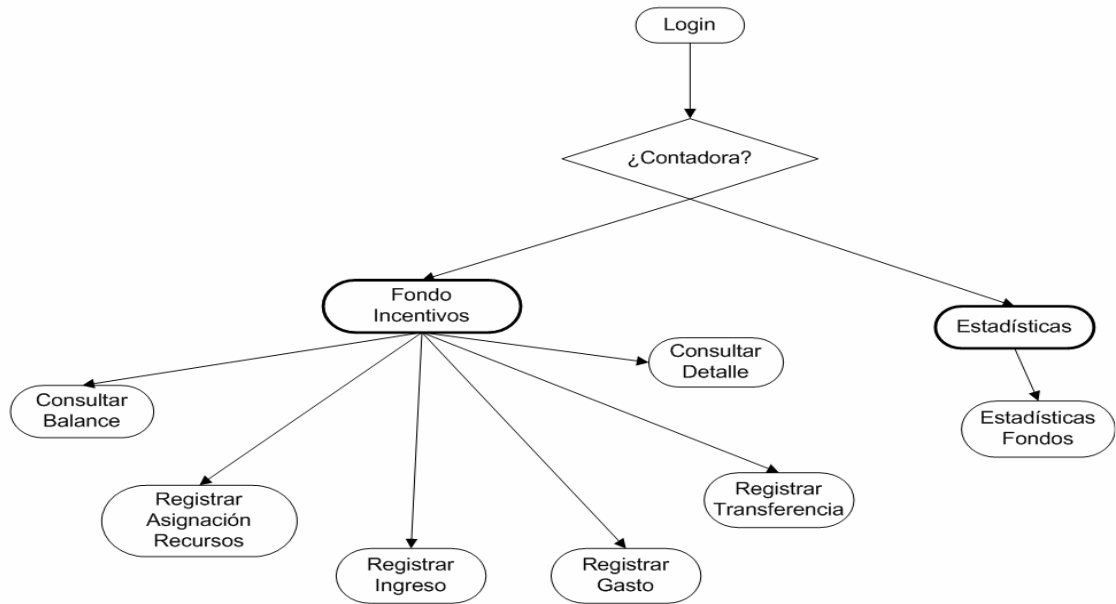 Login
¿Contadora?
Fondo
Incentivos
Estadísticas
Consultar
Detalle
Consultar
Balance
Estadísticas
Fondos
Registrar
Asignación
Recursos
Registrar
Transferencia
Registrar
Ingreso
Registrar
Gasto